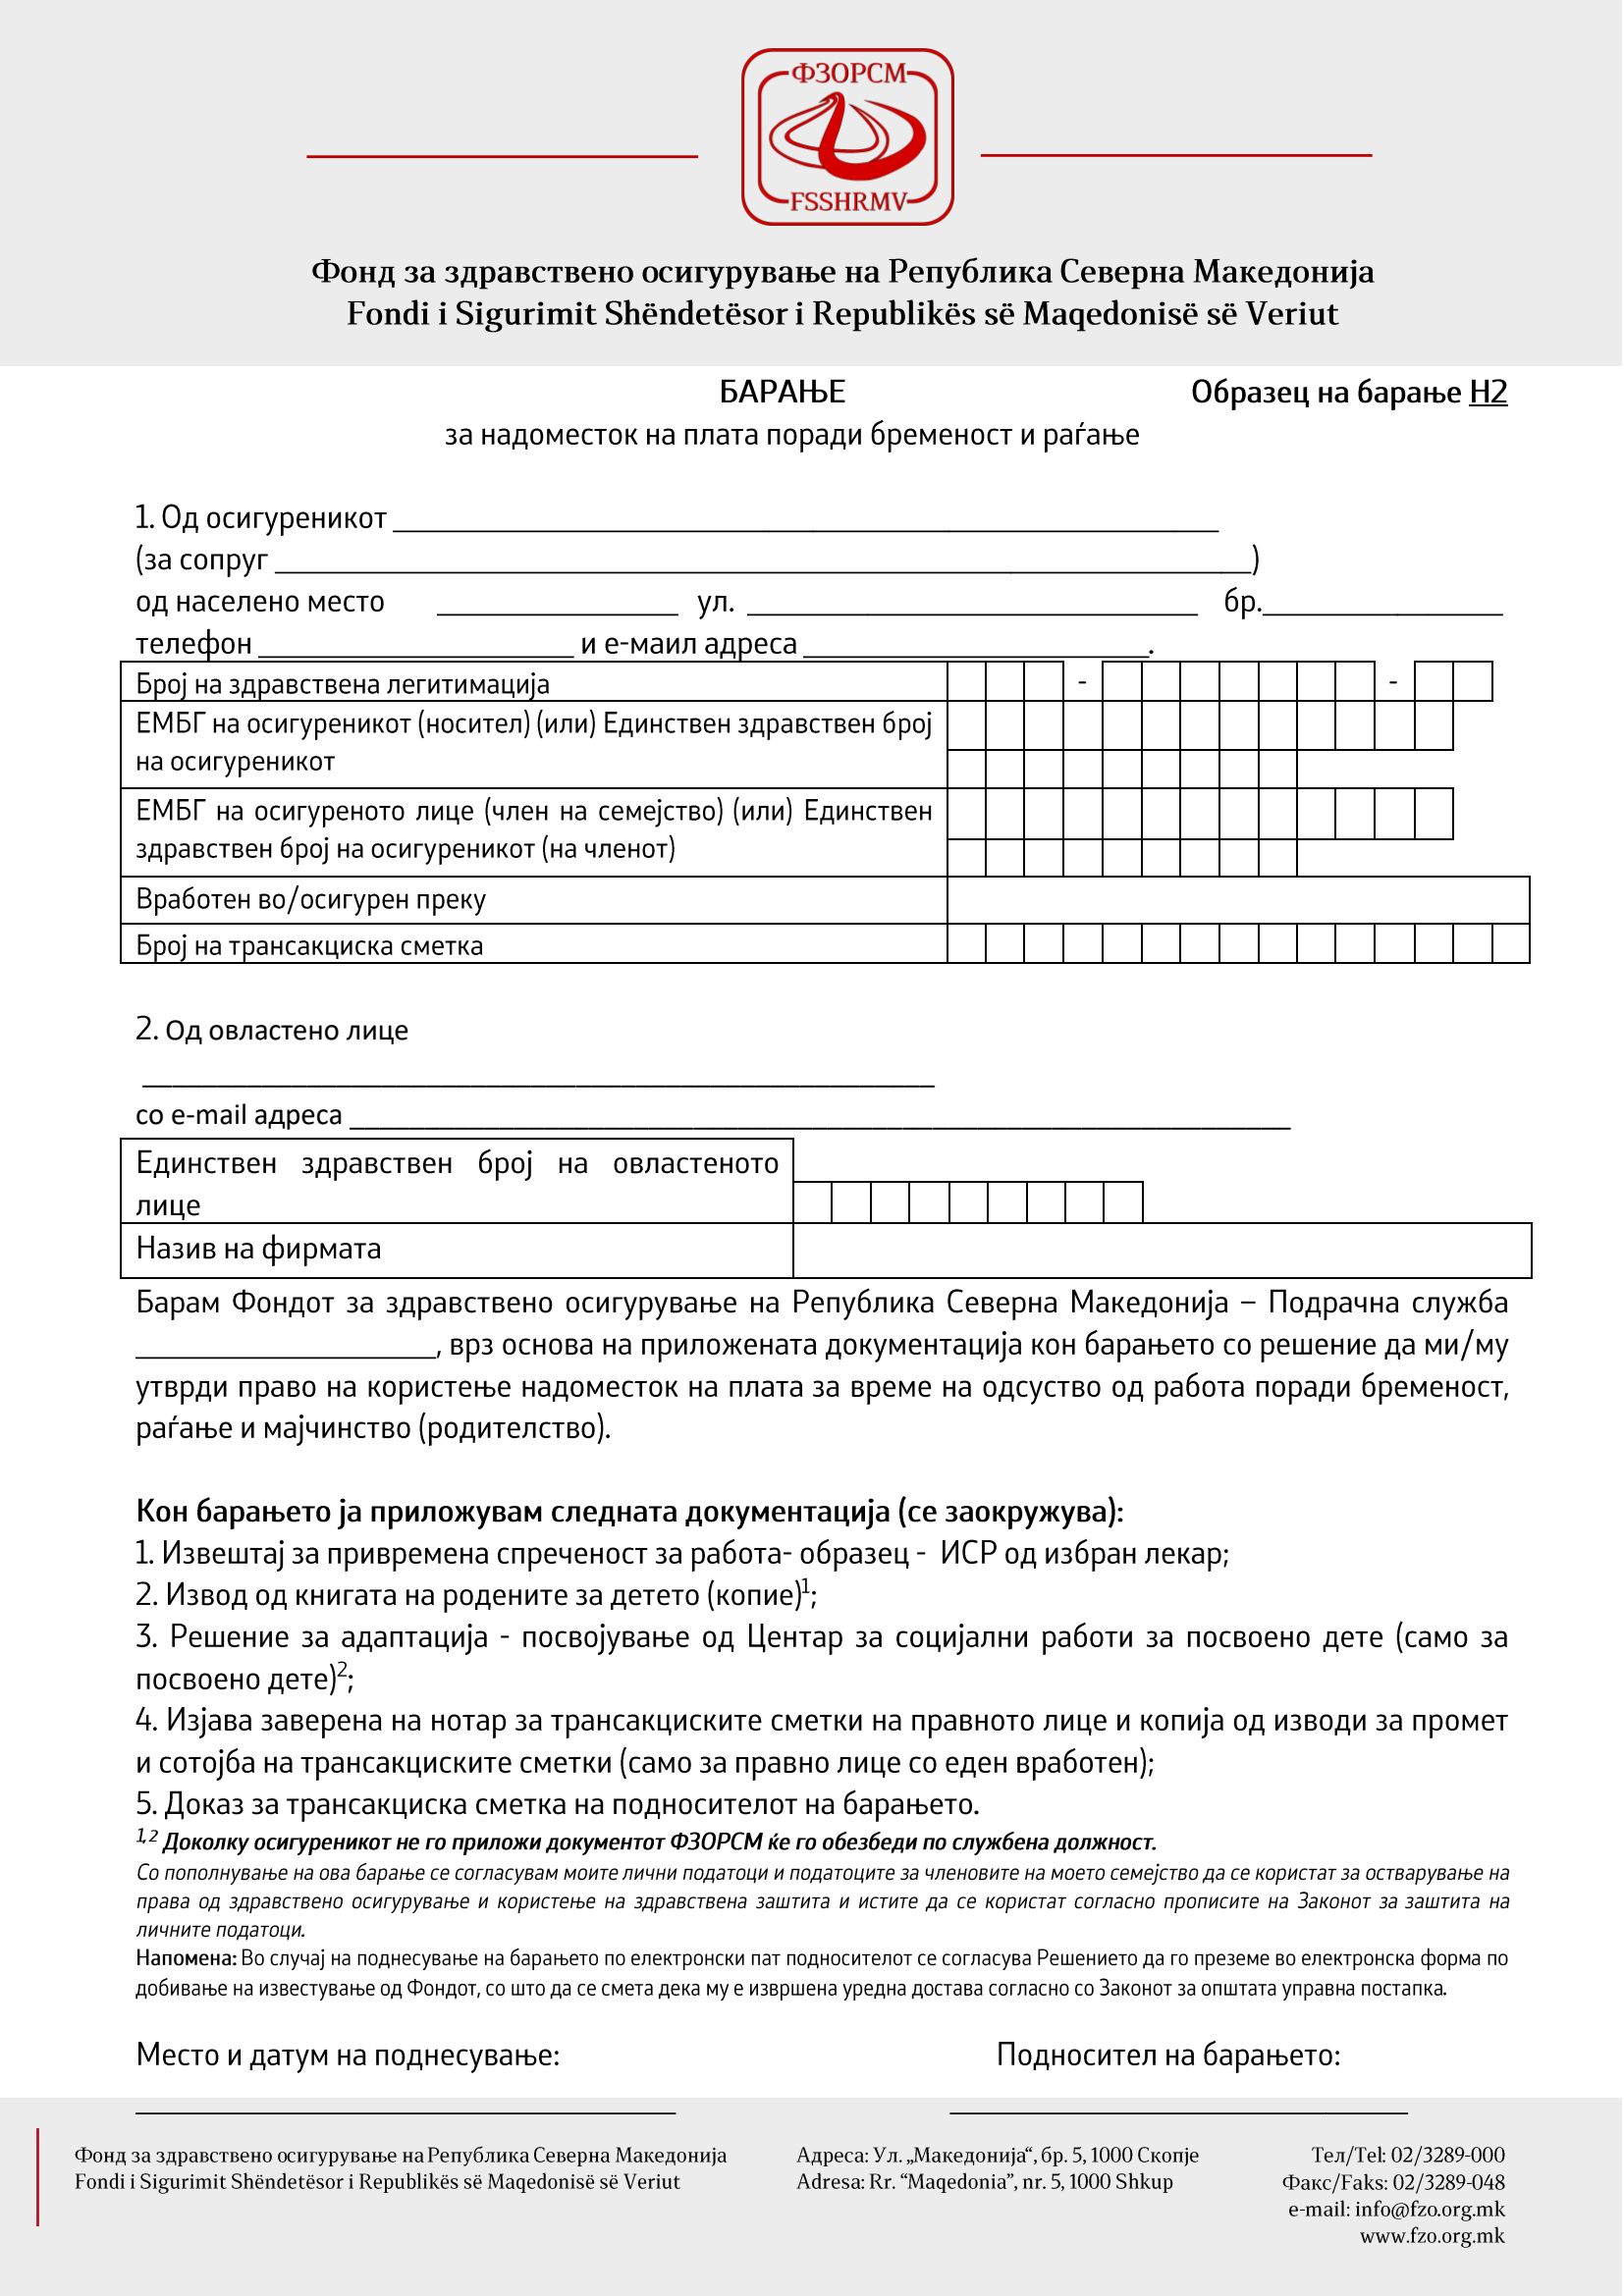 ФЗОРСМ
FSSHRMV
Фонд за здравствено осигурување на Република Северна Македонија
Fondi i Sigurimit Shëndetësor i Republikës së Maqedonisë së Veriut
БАРАЊЕ Образец на барање H2
за надоместок на плата поради бременост и раѓање
1. Од осигуреникот ____________________
(за сопруг ____________________)
од населено место __________ ул. __________ бр.__________
телефон __________ и е-маил адреса __________.
Број на здравствена легитимација - -
ЕМБГ на осигуреникот (носител) (или) Единствен здравствен број
на осигуреникот
ЕМБГ на осигуреното лице (член на семејство) (или) Единствен
здравствен број на осигуреникот (на членот)
Вработен во/осигурен преку
Број на трансакциска сметка
2. Од овластено лице
____________________
со e-mail адреса ____________________
Единствен здравствен број на овластеното
лице
Назив на фирмата
Барам Фондот за здравствено осигурување на Република Северна Македонија – Подрачна служба
____________________, врз основа на приложената документација кон барањето со решение да ми/му
утврди право на користење надоместок на плата за време на одсуство од работа поради бременост,
раѓање и мајчинство (родителство).
Кон барањето ја приложувам следната документација (се заокружува):
1. Извештај за привремена спреченост за работа- образец - ИСР од избран лекар;
2. Извод од книгата на родените за детето (копие)1;
3. Решение за адаптација - посвојување од Центар за социјални работи за посвоено дете (само за
посвоено дете)2;
4. Изјава заверена на нотар за трансакциските сметки на правното лице и копија од изводи за промет
и сотојба на трансакциските сметки (само за правно лице со еден вработен);
5. Доказ за трансакциска сметка на подносителот на барањето.
1,2 Доколку осигуреникот не го приложи документот ФЗОРСМ ќе го обезбеди по службена должност.
Со пополнување на ова барање се согласувам моите лични податоци и податоците за членовите на моето семејство да се користат за остварување на
права од здравствено осигурување и користење на здравствена заштита и истите да се користат согласно прописите на Законот за заштита на
личните податоци.
Напомена: Во случај на поднесување на барањето по електронски пат подносителот се согласува Решението да го преземе во електронска форма по
добивање на известување од Фондот, со што да се смета дека му е извршена уредна достава согласно со Законот за општата управна постапка.
Место и датум на поднесување: Подносител на барањето:
____________________ ____________________
Фонд за здравствено осигурување на Република Северна Македонија
Fondi i Sigurimit Shëndetësor i Republikës së Maqedonisë së Veriut
Адреса: Ул. „Македонија“, бр. 5, 1000 Скопје
Adresa: Rr. “Maqedonia”, nr. 5, 1000 Shkup
Тел/Tel: 02/3289-000
Факс/Faks: 02/3289-048
e-mail: info@fzo.org.mk
www.fzo.org.mk